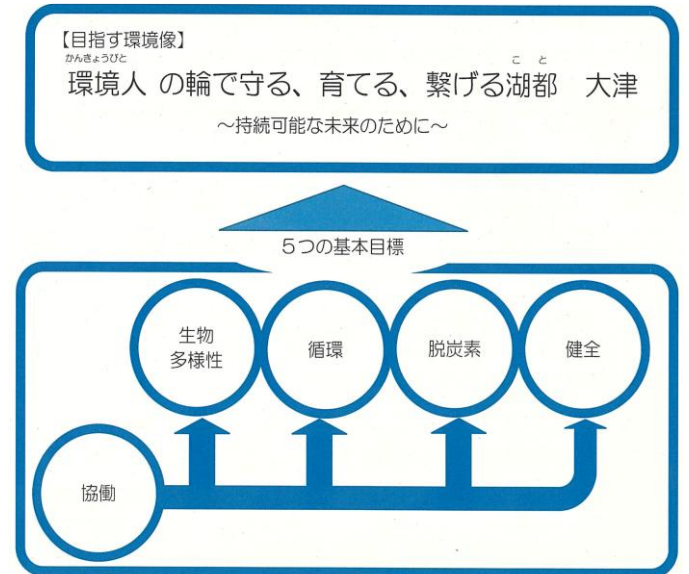 【目指す環境像】
かんきょうびと こと
環境人 の輪で守る、育てる、繋げる湖都 大津
～持続可能な未来のために～
5つの基本目標
生物
多様性
循環
脱炭素
健全
協働